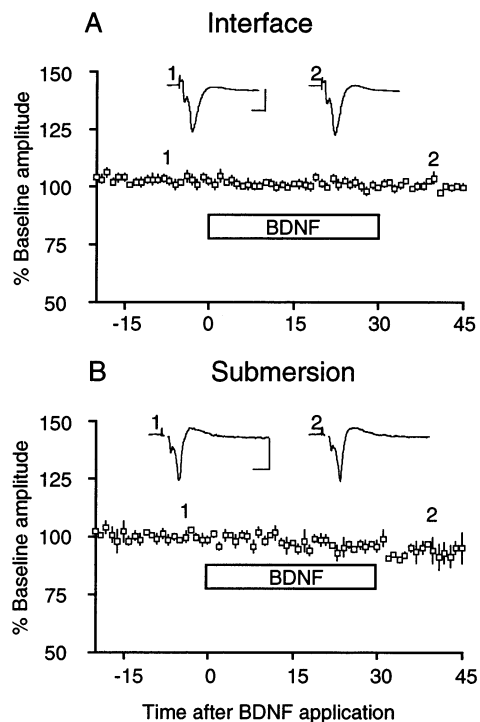 A Interface
150
125
100
75
50
% Baseline amplitude
1
2
1
2
BDNF
-15 0 15 30 45
B Submersion
150
125
100
75
50
% Baseline amplitude
1
2
1
2
BDNF
-15 0 15 30 45
Time after BDNF application